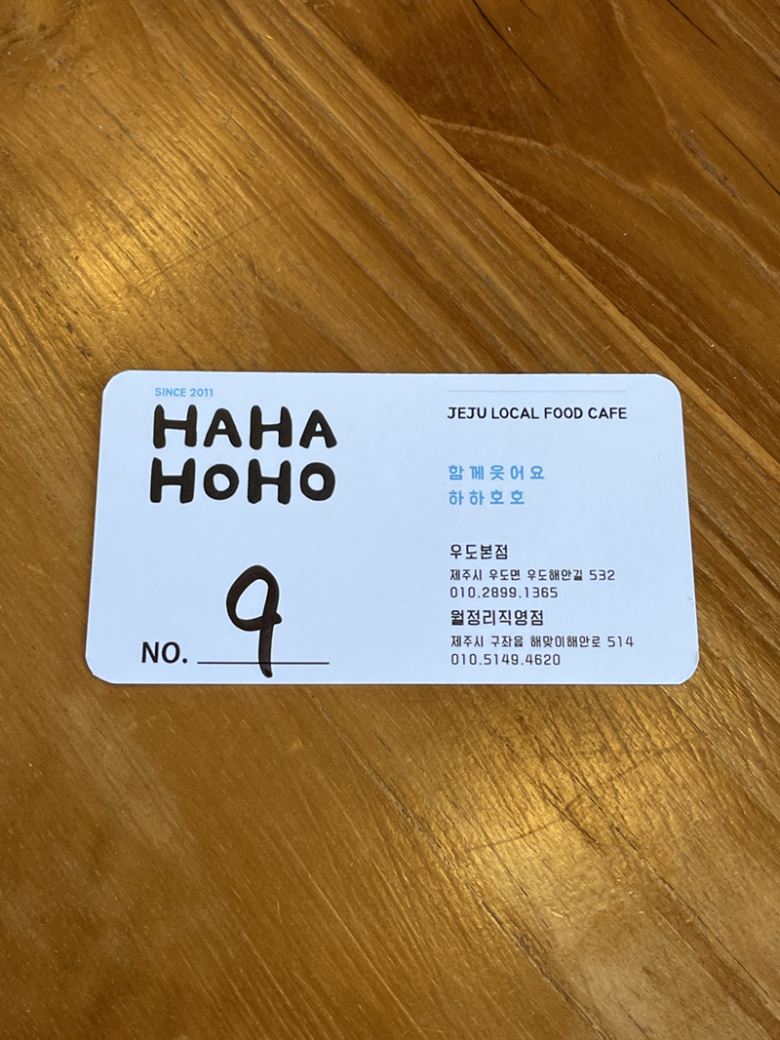 SINCE 2011
HAHA
HOHO
NO. 9
JEJU LOCAL FOOD CAFE
함께웃어요
하하호호
우도본점
제주시 우도면 우도해안길 532
010.2899.1365
월정리직영점
제주시 구좌읍 해맞이해안로 514
010.5149.4620